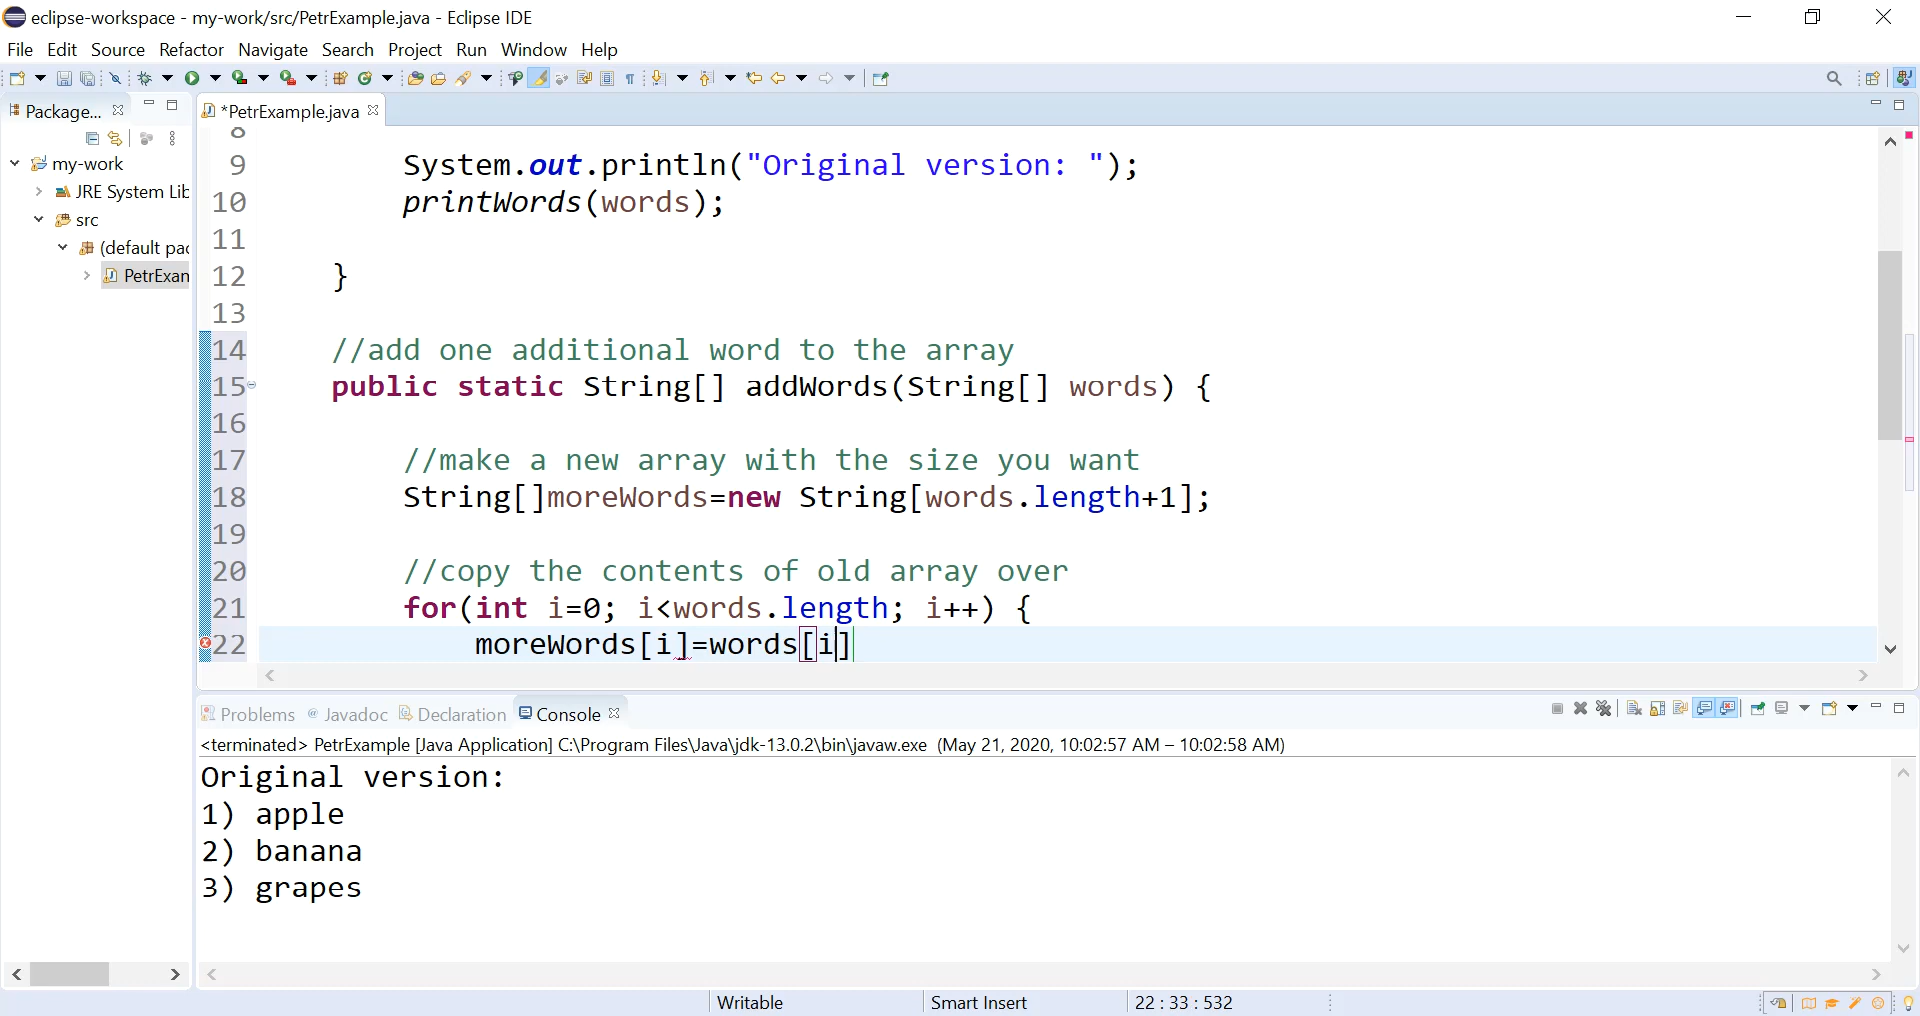 eclipse-workspace - my-work/src/PetrExample.java - Eclipse IDE
File Edit Source Refactor Navigate Search Project Run Window Help
Package...
*PetrExample.java
my-work
JRE System Lib
src
(default pac
PetrExam
8
9 System.out.println("Original version: ");
10 printWords(words);
11
12 }
13
14 //add one additional word to the array
15 public static String[] addWords(String[] words) {
16
17 //make a new array with the size you want
18 String[]moreWords=new String[words.length+1];
19
20 //copy the contents of old array over
21 for(int i=0; i<words.length; i++) {
22 moreWords[i]=words[i]
Problems @ Javadoc Declaration Console
<terminated> PetrExample [Java Application] C:\Program Files\Java\jdk-13.0.2\bin\javaw.exe (May 21, 2020, 10:02:57 AM – 10:02:58 AM)
Original version:
1) apple
2) banana
3) grapes
Writable Smart Insert 22 : 33 : 532